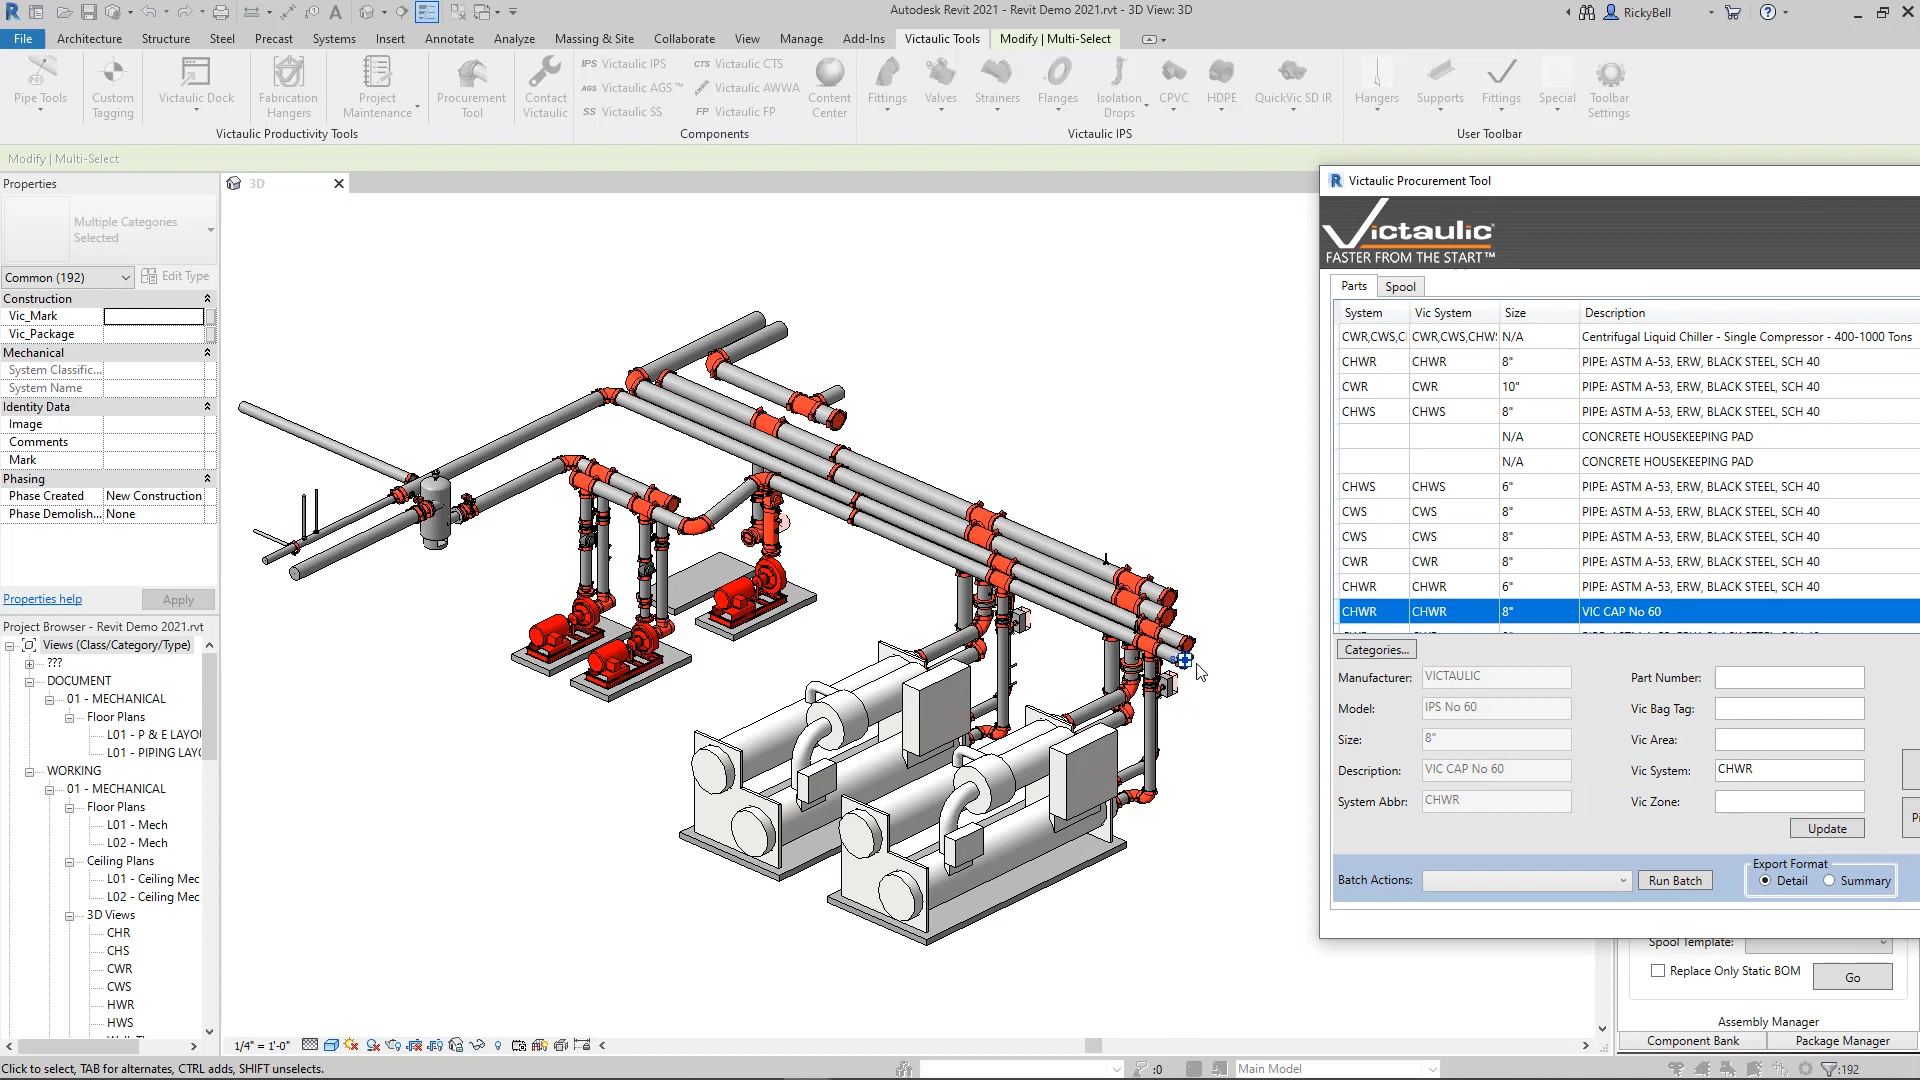 Autodesk Revit 2021 - Revit Demo 2021.rvt - 3D View: 3D
RickyBell
File Architecture Structure Steel Precast Systems Insert Annotate Analyze Massing & Site Collaborate View Manage Add-Ins Victaulic Tools Modify | Multi-Select
Pipe Tools
Custom Tagging
Victaulic Dock
Fabrication Hangers
Project Maintenance
Procurement Tool
Contact Victaulic
IPS Victaulic IPS
AGS Victaulic AGS™
SS Victaulic SS
CTS Victaulic CTS
Victaulic AWWA
FP Victaulic FP
Content Center
Fittings
Valves
Strainers
Flanges
Isolation Drops
CPVC
HDPE
QuickVic SD IR
Hangers
Supports
Fittings
Special
Toolbar Settings
Victaulic Productivity Tools
Components
Victaulic IPS
User Toolbar
Modify | Multi-Select
Properties
Multiple Categories
Selected
Common (192)
Edit Type
Construction
Vic_Mark
Vic_Package
Mechanical
System Classific...
System Name
Identity Data
Image
Comments
Mark
Phasing
Phase Created New Construction
Phase Demolish... None
Properties help
Apply
Project Browser - Revit Demo 2021.rvt
Views (Class/Category/Type)
???
DOCUMENT
01 - MECHANICAL
Floor Plans
L01 - P & E LAYOU
L01 - PIPING LAYC
WORKING
01 - MECHANICAL
Floor Plans
L01 - Mech
L02 - Mech
Ceiling Plans
L01 - Ceiling Mec
L02 - Ceiling Mec
3D Views
CHR
CHS
CWR
CWS
HWR
HWS
3D
1/4" = 1'-0"
Victaulic Procurement Tool
Victaulic®
FASTER FROM THE START™
Parts
Spool
System Vic System Size Description
CWR,CWS,CI CWR,CWS,CHW: N/A Centrifugal Liquid Chiller - Single Compressor - 400-1000 Tons
CHWR CHWR 8" PIPE: ASTM A-53, ERW, BLACK STEEL, SCH 40
CWR CWR 10" PIPE: ASTM A-53, ERW, BLACK STEEL, SCH 40
CHWS CHWS 8" PIPE: ASTM A-53, ERW, BLACK STEEL, SCH 40
N/A CONCRETE HOUSEKEEPING PAD
N/A CONCRETE HOUSEKEEPING PAD
CHWS CHWS 6" PIPE: ASTM A-53, ERW, BLACK STEEL, SCH 40
CWS CWS 8" PIPE: ASTM A-53, ERW, BLACK STEEL, SCH 40
CWS CWS 8" PIPE: ASTM A-53, ERW, BLACK STEEL, SCH 40
CWR CWR 8" PIPE: ASTM A-53, ERW, BLACK STEEL, SCH 40
CHWR CHWR 6" PIPE: ASTM A-53, ERW, BLACK STEEL, SCH 40
CHWR CHWR 8" VIC CAP No 60
Categories...
Manufacturer: VICTAULIC
Model: IPS No 60
Size: 8"
Description: VIC CAP No 60
System Abbr: CHWR
Part Number:
Vic Bag Tag:
Vic Area:
Vic System: CHWR
Vic Zone:
Update
Pi
Batch Actions:
Run Batch
Export Format
Detail Summary
Spool Template:
Replace Only Static BOM
Go
Assembly Manager
Component Bank
Package Manager
Click to select, TAB for alternates, CTRL adds, SHIFT unselects.
:0
Main Model
:192